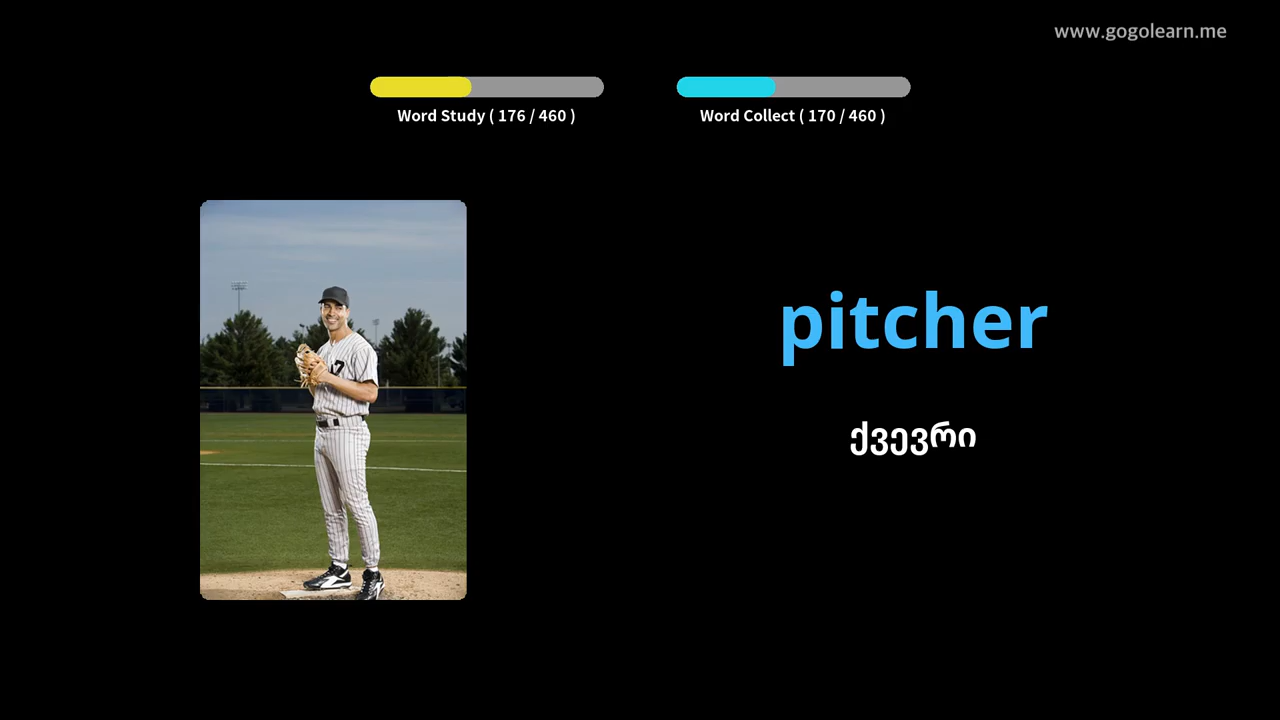 www.gogolearn.me
Word Study ( 176 / 460 )
Word Collect ( 170 / 460 )
pitcher
ქვევრი